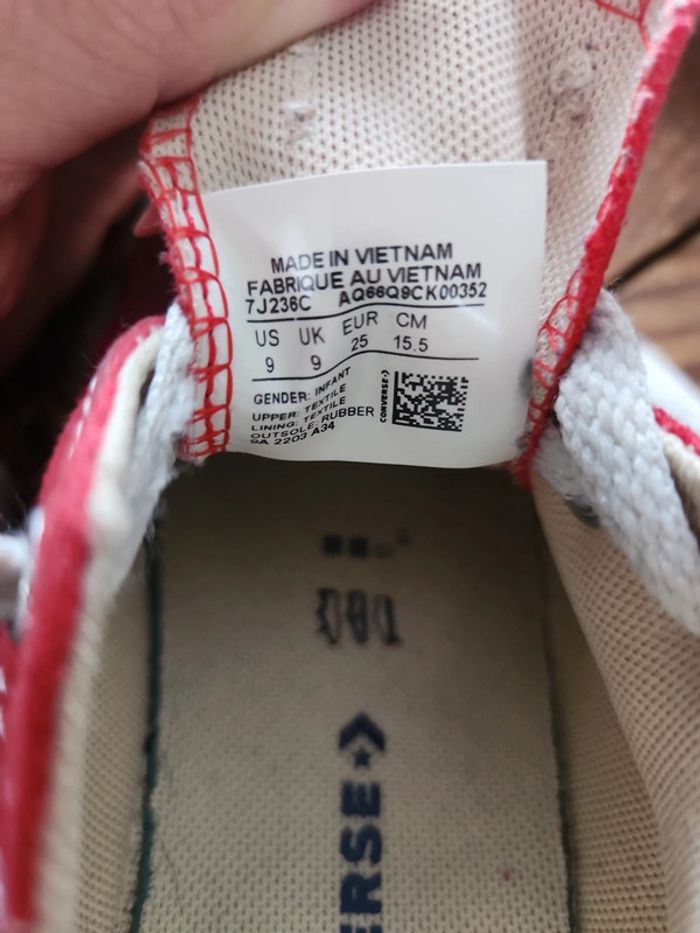 MADE IN VIETNAM
FABRIQUE AU VIETNAM
7J236C AQ66Q9CK00352
US UK EUR CM
9 9 25 15.5
GENDER: INFANT
UPPER: TEXTILE
LINING: TEXTILE
OUTSOLE: RUBBER
SA 2203 A34
CONVERSE
ERSE